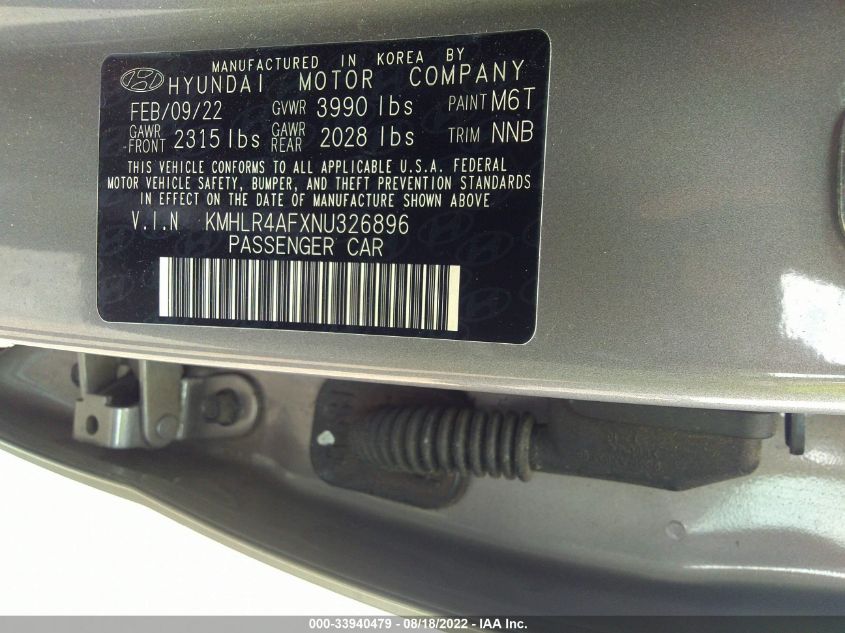 MANUFACTURED IN KOREA BY
HYUNDAI MOTOR COMPANY
FEB/09/22 GVWR 3990 lbs PAINT M6T
GAWR FRONT 2315 lbs GAWR REAR 2028 lbs TRIM NNB
THIS VEHICLE CONFORMS TO ALL APPLICABLE U.S.A. FEDERAL
MOTOR VEHICLE SAFETY, BUMPER, AND THEFT PREVENTION STANDARDS
IN EFFECT ON THE DATE OF MANUFACTURE SHOWN ABOVE
V.I.N KMHLR4AFXNU326896
PASSENGER CAR
000-33940479 - 08/18/2022 - IAA Inc.